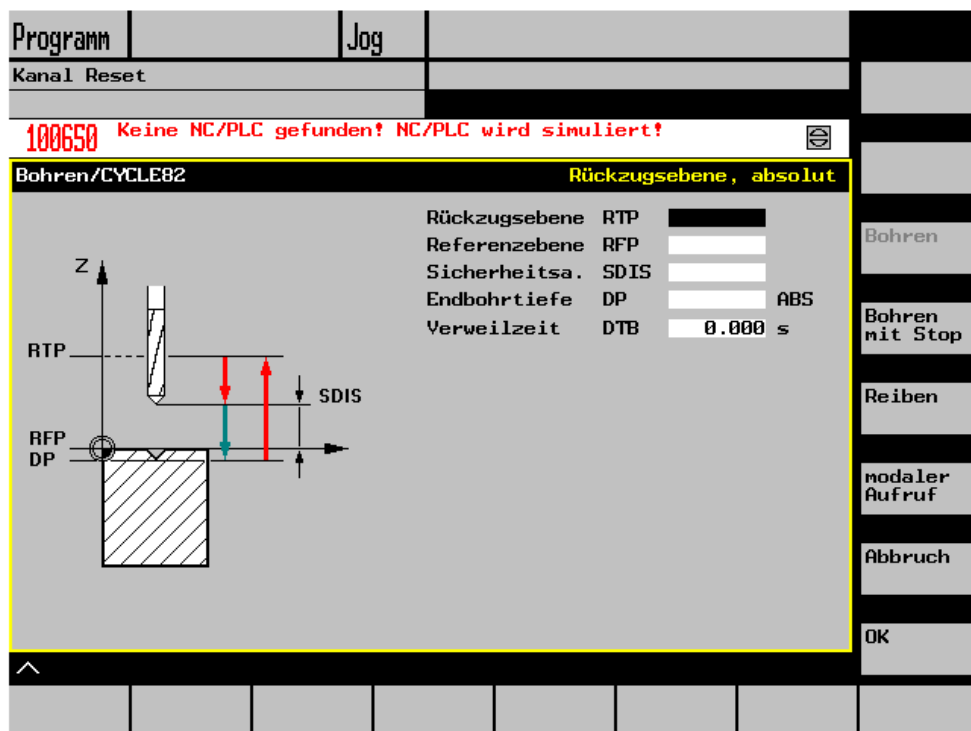 Programm Jog
Kanal Reset
100650 Keine NC/PLC gefunden! NC/PLC wird simuliert!
Bohren/CYCLE82 Rückzugsebene, absolut
Rückzugsebene RTP
Referenzebene RFP
Sicherheitsa. SDIS
Endbohrtiefe DP ABS
Verweilzeit DTB 0.000 s
Z
RTP
SDIS
RFP
DP
Bohren
Bohren
mit Stop
Reiben
modaler
Aufruf
Abbruch
OK